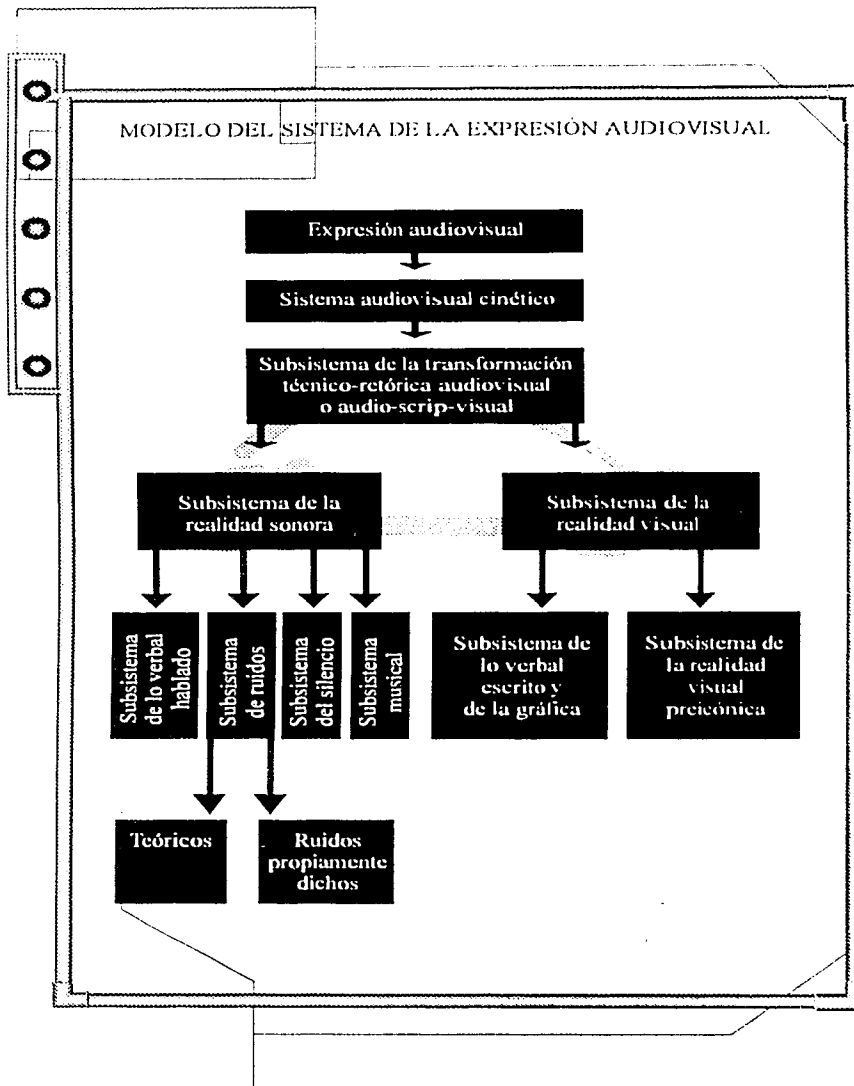 MODELO DEL SISTEMA DE LA EXPRESIÓN AUDIOVISUAL
Expresión audiovisual
Sistema audiovisual cinético
Subsistema de la transformación
técnico-retórica audiovisual
o audio-scrip-visual
Subsistema de la
realidad sonora
Subsistema de la
realidad visual
Subsistema
de lo verbal
hablado
Subsistema
de ruidos
Subsistema
del silencio
Subsistema
musical
Subsistema de
lo verbal
escrito y
de la gráfica
Subsistema de
la realidad
visual
preicónica
Teóricos
Ruidos
propiamente
dichos